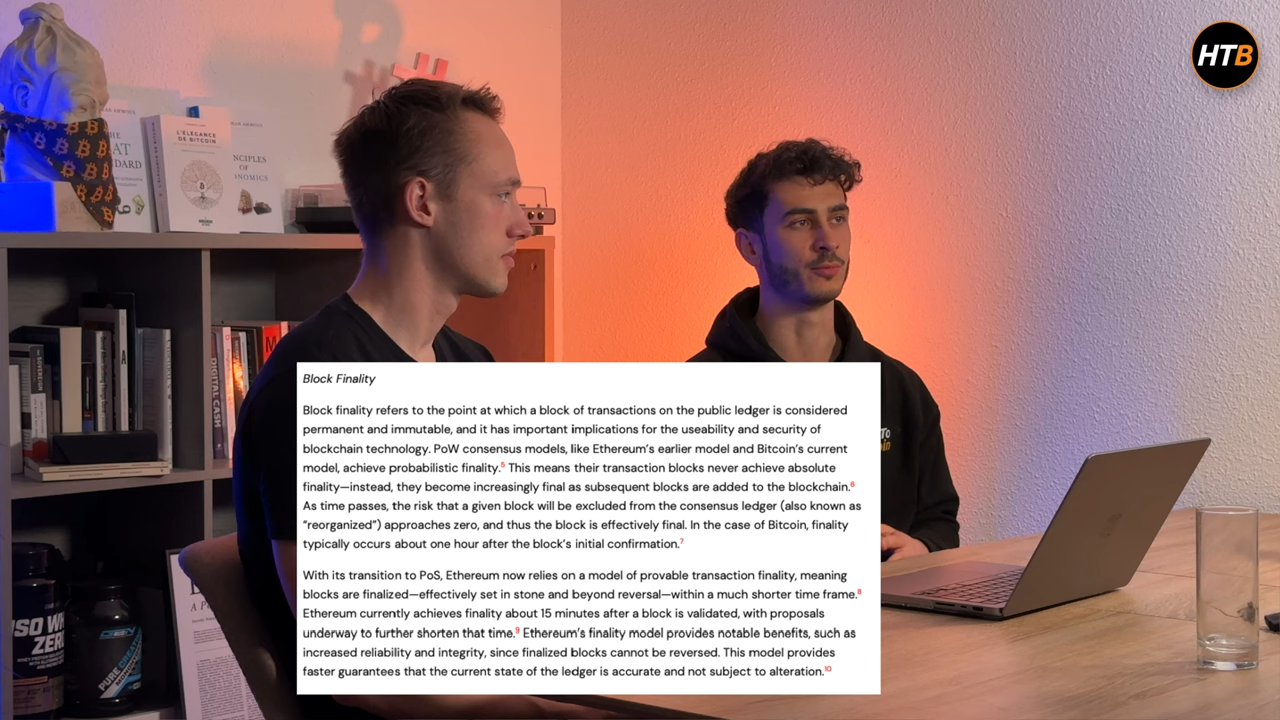 HTB
L'ÉLÉGANCE
DE BITCOIN
NCIPLES
OF
NOMICS
DIGITAL CASH
Block Finality
Block finality refers to the point at which a block of transactions on the public ledger is considered
permanent and immutable, and it has important implications for the useability and security of
blockchain technology. PoW consensus models, like Ethereum's earlier model and Bitcoin's current
model, achieve probabilistic finality.5 This means their transaction blocks never achieve absolute
finality—instead, they become increasingly final as subsequent blocks are added to the blockchain.6
As time passes, the risk that a given block will be excluded from the consensus ledger (also known as
“reorganized”) approaches zero, and thus the block is effectively final. In the case of Bitcoin, finality
typically occurs about one hour after the block's initial confirmation.7
With its transition to PoS, Ethereum now relies on a model of provable transaction finality, meaning
blocks are finalized—effectively set in stone and beyond reversal—within a much shorter time frame.8
Ethereum currently achieves finality about 15 minutes after a block is validated, with proposals
underway to further shorten that time.9 Ethereum's finality model provides notable benefits, such as
increased reliability and integrity, since finalized blocks cannot be reversed. This model provides
faster guarantees that the current state of the ledger is accurate and not subject to alteration.10
ISO WH
ZERO
PURE CREATINE